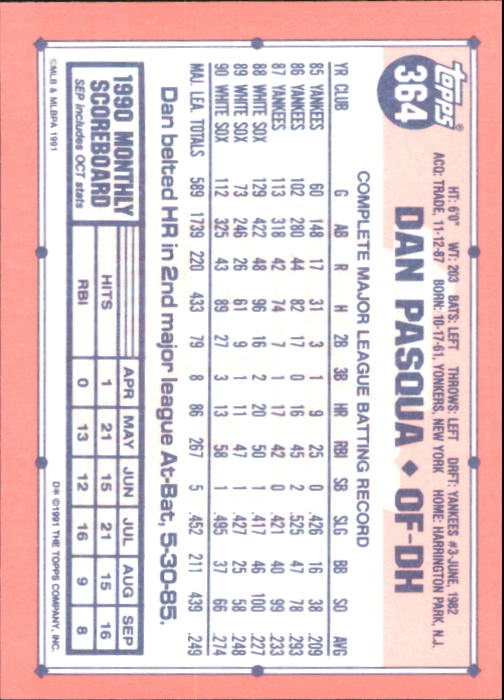 topps®
364
HT: 6'0" WT: 203 BATS: LEFT THROWS: LEFT DRFT: YANKEES #3-JUNE, 1982
ACQ: TRADE, 11-12-87 BORN: 10-17-61, YONKERS, NEW YORK HOME: HARRINGTON PARK, N.J.
DAN PASQUA ♦ OF-DH
COMPLETE MAJOR LEAGUE BATTING RECORD
YR CLUB G AB R H 2B 3B HR RBI SB SLG BB SO AVG
85 YANKEES 60 148 17 31 3 1 9 25 0 .426 16 38 .209
86 YANKEES 102 280 44 82 17 0 16 45 2 .525 47 78 .293
87 YANKEES 113 318 42 74 7 1 17 42 0 .421 40 99 .233
88 WHITE SOX 129 422 48 96 16 2 20 50 1 .417 46 100 .227
89 WHITE SOX 73 246 26 61 9 1 11 47 1 .427 25 58 .248
90 WHITE SOX 112 325 43 89 27 3 13 58 1 .495 37 66 .274
MAJ. LEA. TOTALS 589 1739 220 433 79 8 86 267 5 .452 211 439 .249
Dan belted HR in 2nd major league At-Bat, 5-30-85.
1990 MONTHLY
SCOREBOARD
SEP includes OCT stats
APR MAY JUN JUL AUG SEP
HITS 1 21 15 21 15 16
RBI 0 13 12 16 9 8
©MLB & MLBPA 1991
D* ©1991 THE TOPPS COMPANY, INC.